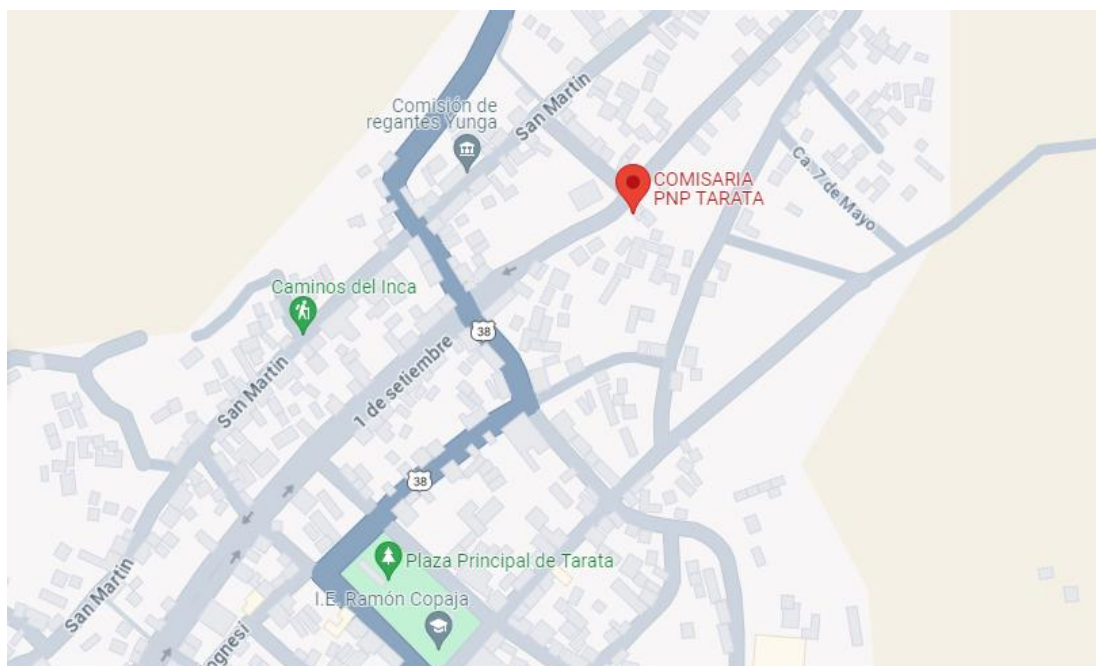 Comisión de
regantes Yunga
San Martin
COMISARIA
PNP TARATA
Ca. 7 de Mayo
Caminos del Inca
38
San Martin
1 de setiembre
38
Plaza Principal de Tarata
I.E. Ramón Copaja
San Martin
ognesi